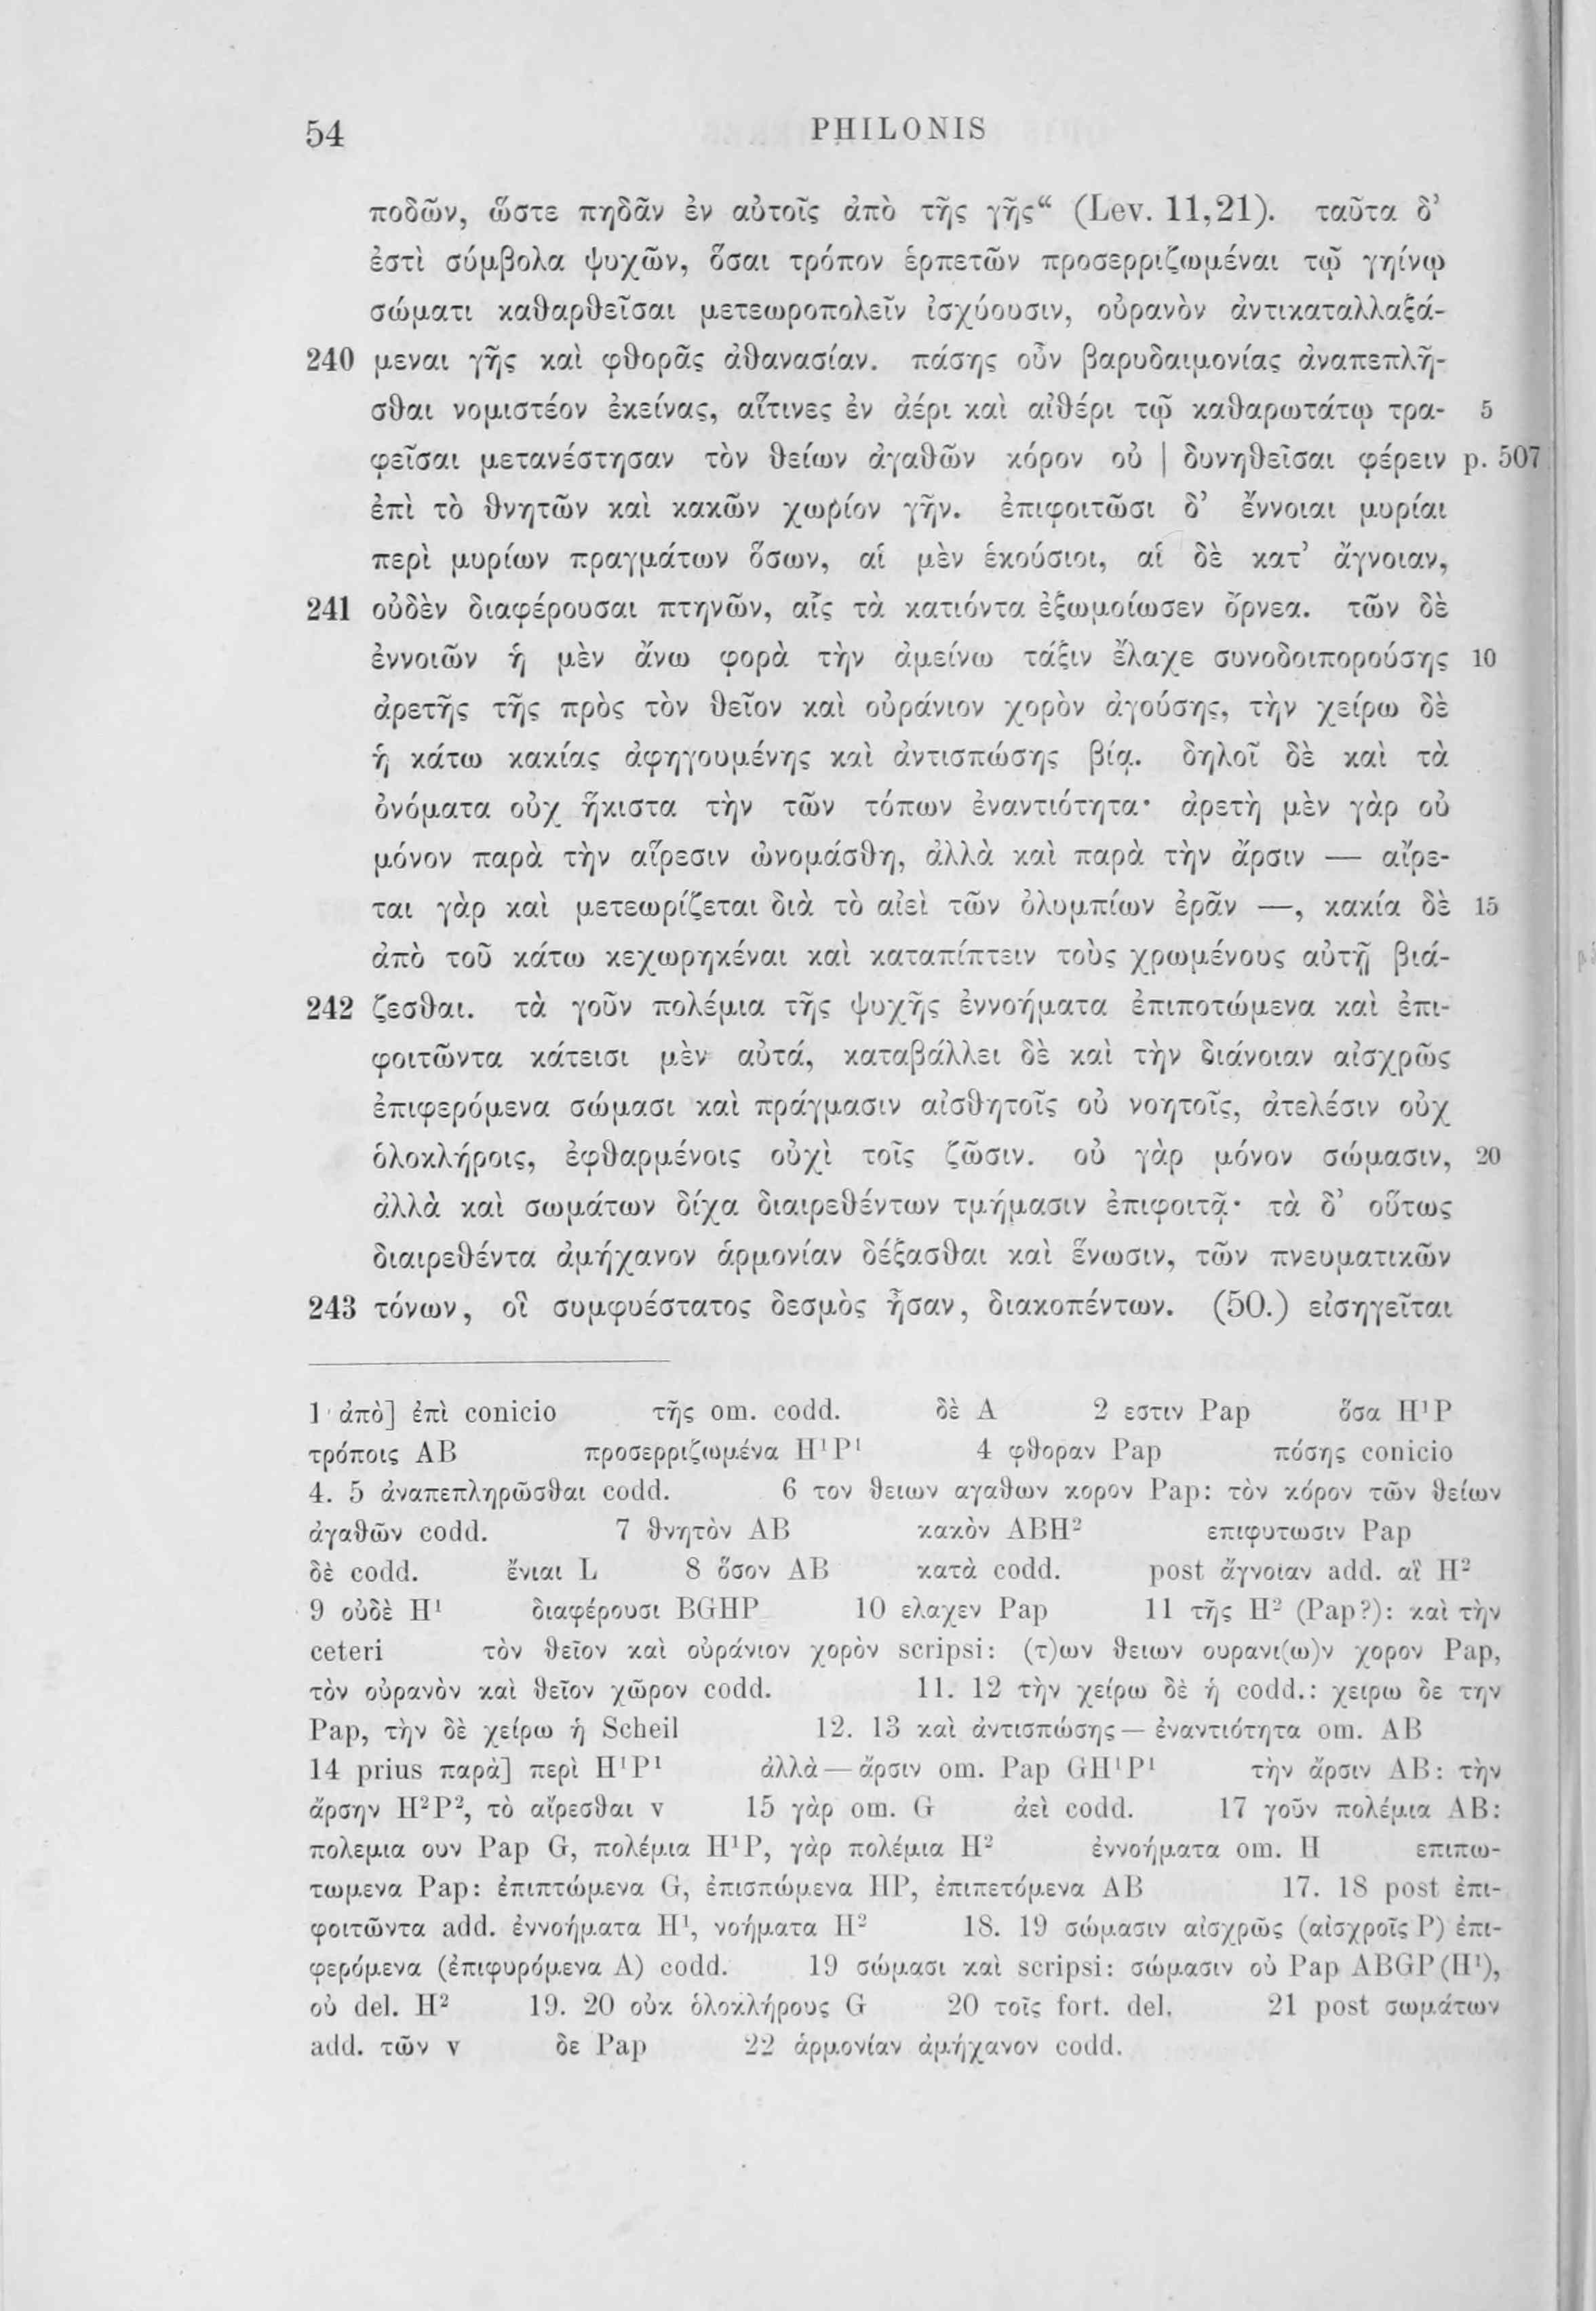 54 PHILONIS
ποδῶν, ὥστε πηδᾶν ἐν αὐτοῖς ἀπὸ τῆς γῆς“ (Lev. 11,21). ταῦτα δ’
ἐστὶ σύμβολα ψυχῶν, ὅσαι τρόπον ἑρπετῶν προσερριζωμέναι τῷ γηίνῳ
σώματι καθαρθεῖσαι μετεωροπολεῖν ἰσχύουσιν, οὐρανὸν ἀντικαταλλαξά-
240 μεναι γῆς καὶ φθορᾶς ἀθανασίαν. πάσης οὖν βαρυδαιμονίας ἀναπεπλῆ-
σθαι νομιστέον ἐκείνας, αἵτινες ἐν ἀέρι καὶ αἰθέρι τῷ καθαρωτάτῳ τρα- 5
φεῖσαι μετανέστησαν τὸν θείων ἀγαθῶν κόρον οὐ | δυνηθεῖσαι φέρειν p. 507
ἐπὶ τὸ θνητῶν καὶ κακῶν χωρίον γῆν. ἐπιφοιτῶσι δ’ ἔννοιαι μυρίαι
περὶ μυρίων πραγμάτων ὅσων, αἱ μὲν ἑκούσιοι, αἱ δὲ κατ’ ἄγνοιαν,
241 οὐδὲν διαφέρουσαι πτηνῶν, αἷς τὰ κατιόντα ἐξωμοίωσεν ὄρνεα. τῶν δὲ
ἐννοιῶν ἡ μὲν ἄνω φορὰ τὴν ἀμείνω τάξιν ἔλαχε συνοδοιπορούσης 10
ἀρετῆς τῆς πρὸς τὸν θεῖον καὶ οὐράνιον χορὸν ἀγούσης, τὴν χείρω δὲ
ἡ κάτω κακίας ἀφηγουμένης καὶ ἀντισπώσης βίᾳ. δηλοῖ δὲ καὶ τὰ
ὀνόματα οὐχ ἥκιστα τὴν τῶν τόπων ἐναντιότητα· ἀρετὴ μὲν γὰρ οὐ
μόνον παρὰ τὴν αἵρεσιν ὠνομάσθη, ἀλλὰ καὶ παρὰ τὴν ἄρσιν — αἴρε-
ται γὰρ καὶ μετεωρίζεται διὰ τὸ αἰεὶ τῶν ὀλυμπίων ἐρᾶν —, κακία δὲ 15
ἀπὸ τοῦ κάτω κεχωρηκέναι καὶ καταπίπτειν τοὺς χρωμένους αὐτῇ βιά-
242 ζεσθαι. τὰ γοῦν πολέμια τῆς ψυχῆς ἐννοήματα ἐπιποτώμενα καὶ ἐπι-
φοιτῶντα κάτεισι μὲν αὐτά, καταβάλλει δὲ καὶ τὴν διάνοιαν αἰσχρῶς
ἐπιφερόμενα σώμασι καὶ πράγμασιν αἰσθητοῖς οὐ νοητοῖς, ἀτελέσιν οὐχ
ὁλοκλήροις, ἐφθαρμένοις οὐχὶ τοῖς ζῶσιν. οὐ γὰρ μόνον σώμασιν, 20
ἀλλὰ καὶ σωμάτων δίχα διαιρεθέντων τμήμασιν ἐπιφοιτᾷ· τὰ δ’ οὕτως
διαιρεθέντα ἀμήχανον ἁρμονίαν δέξασθαι καὶ ἕνωσιν, τῶν πνευματικῶν
243 τόνων, οἳ συμφυέστατος δεσμὸς ἦσαν, διακοπέντων. (50.) εἰσηγεῖται
1 ἀπὸ] ἐπὶ conicio τῆς om. codd. δὲ A 2 εστιν Pap ὅσα H¹P
τρόποις AB προσερριζωμένα H¹P¹ 4 φθοραν Pap πόσης conicio
4. 5 ἀναπεπληρῶσθαι codd. 6 τον θειων αγαθων κορον Pap: τὸν κόρον τῶν θείων
ἀγαθῶν codd. 7 θνητὸν AB κακὸν ABH² επιφυτωσιν Pap
δὲ codd. ἔνιαι L 8 ὅσον AB κατὰ codd. post ἄγνοιαν add. αἳ H²
9 οὐδὲ H¹ διαφέρουσι BGHP 10 ελαχεν Pap 11 τῆς H² (Pap?): καὶ τὴν
ceteri τὸν θεῖον καὶ οὐράνιον χορὸν scripsi: (τ)ων θειων ουρανι(ω)ν χορον Pap,
τὸν οὐρανὸν καὶ θεῖον χῶρον codd. 11. 12 τὴν χείρω δὲ ἡ codd.: χειρω δε την
Pap, τὴν δὲ χείρω ἡ Scheil 12. 13 καὶ ἀντισπώσης — ἐναντιότητα om. AB
14 prius παρὰ] περὶ H¹P¹ ἀλλὰ — ἄρσιν om. Pap GH¹P¹ τὴν ἄρσιν AB: τὴν
ἄρσην H²P², τὸ αἴρεσθαι v 15 γὰρ om. G ἀεὶ codd. 17 γοῦν πολέμια AB:
πολεμια ουν Pap G, πολέμια H¹P, γὰρ πολέμια H² ἐννοήματα om. H επιπω-
τωμενα Pap: ἐπιπτώμενα G, ἐπισπώμενα HP, ἐπιπετόμενα AB 17. 18 post ἐπι-
φοιτῶντα add. ἐννοήματα H¹, νοήματα H² 18. 19 σώμασιν αἰσχρῶς (αἰσχροῖς P) ἐπι-
φερόμενα (ἐπιφυρόμενα A) codd. 19 σώμασι καὶ scripsi: σώμασιν οὐ Pap ABGP(H¹),
οὐ del. H² 19. 20 οὐκ ὁλοκλήρους G 20 τοῖς fort. del. 21 post σωμάτων
add. τῶν v δε Pap 22 ἁρμονίαν ἀμήχανον codd.